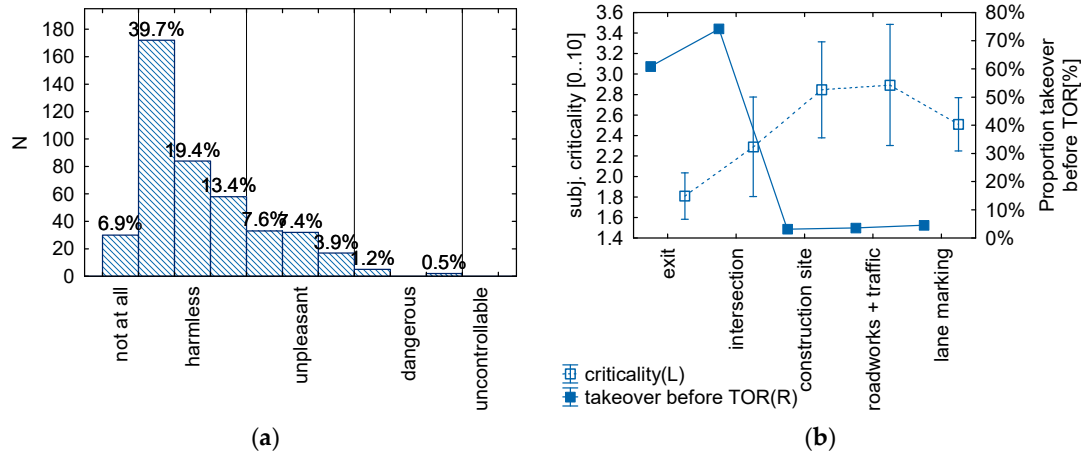 180
160
140
120
100
80
60
40
20
0
N
6.9%
39.7%
19.4%
13.4%
7.6%
7.4%
3.9%
1.2%
0.5%
not at all
harmless
unpleasant
dangerous
uncontrollable
(a)
3.6
3.4
3.2
3.0
2.8
2.6
2.4
2.2
2.0
1.8
1.6
1.4
subj. criticality [0..10]
80%
70%
60%
50%
40%
30%
20%
10%
0%
Proportion takeover
before TOR[%]
exit
intersection
construction site
roadworks + traffic
lane marking
criticality(L)
takeover before TOR(R)
(b)